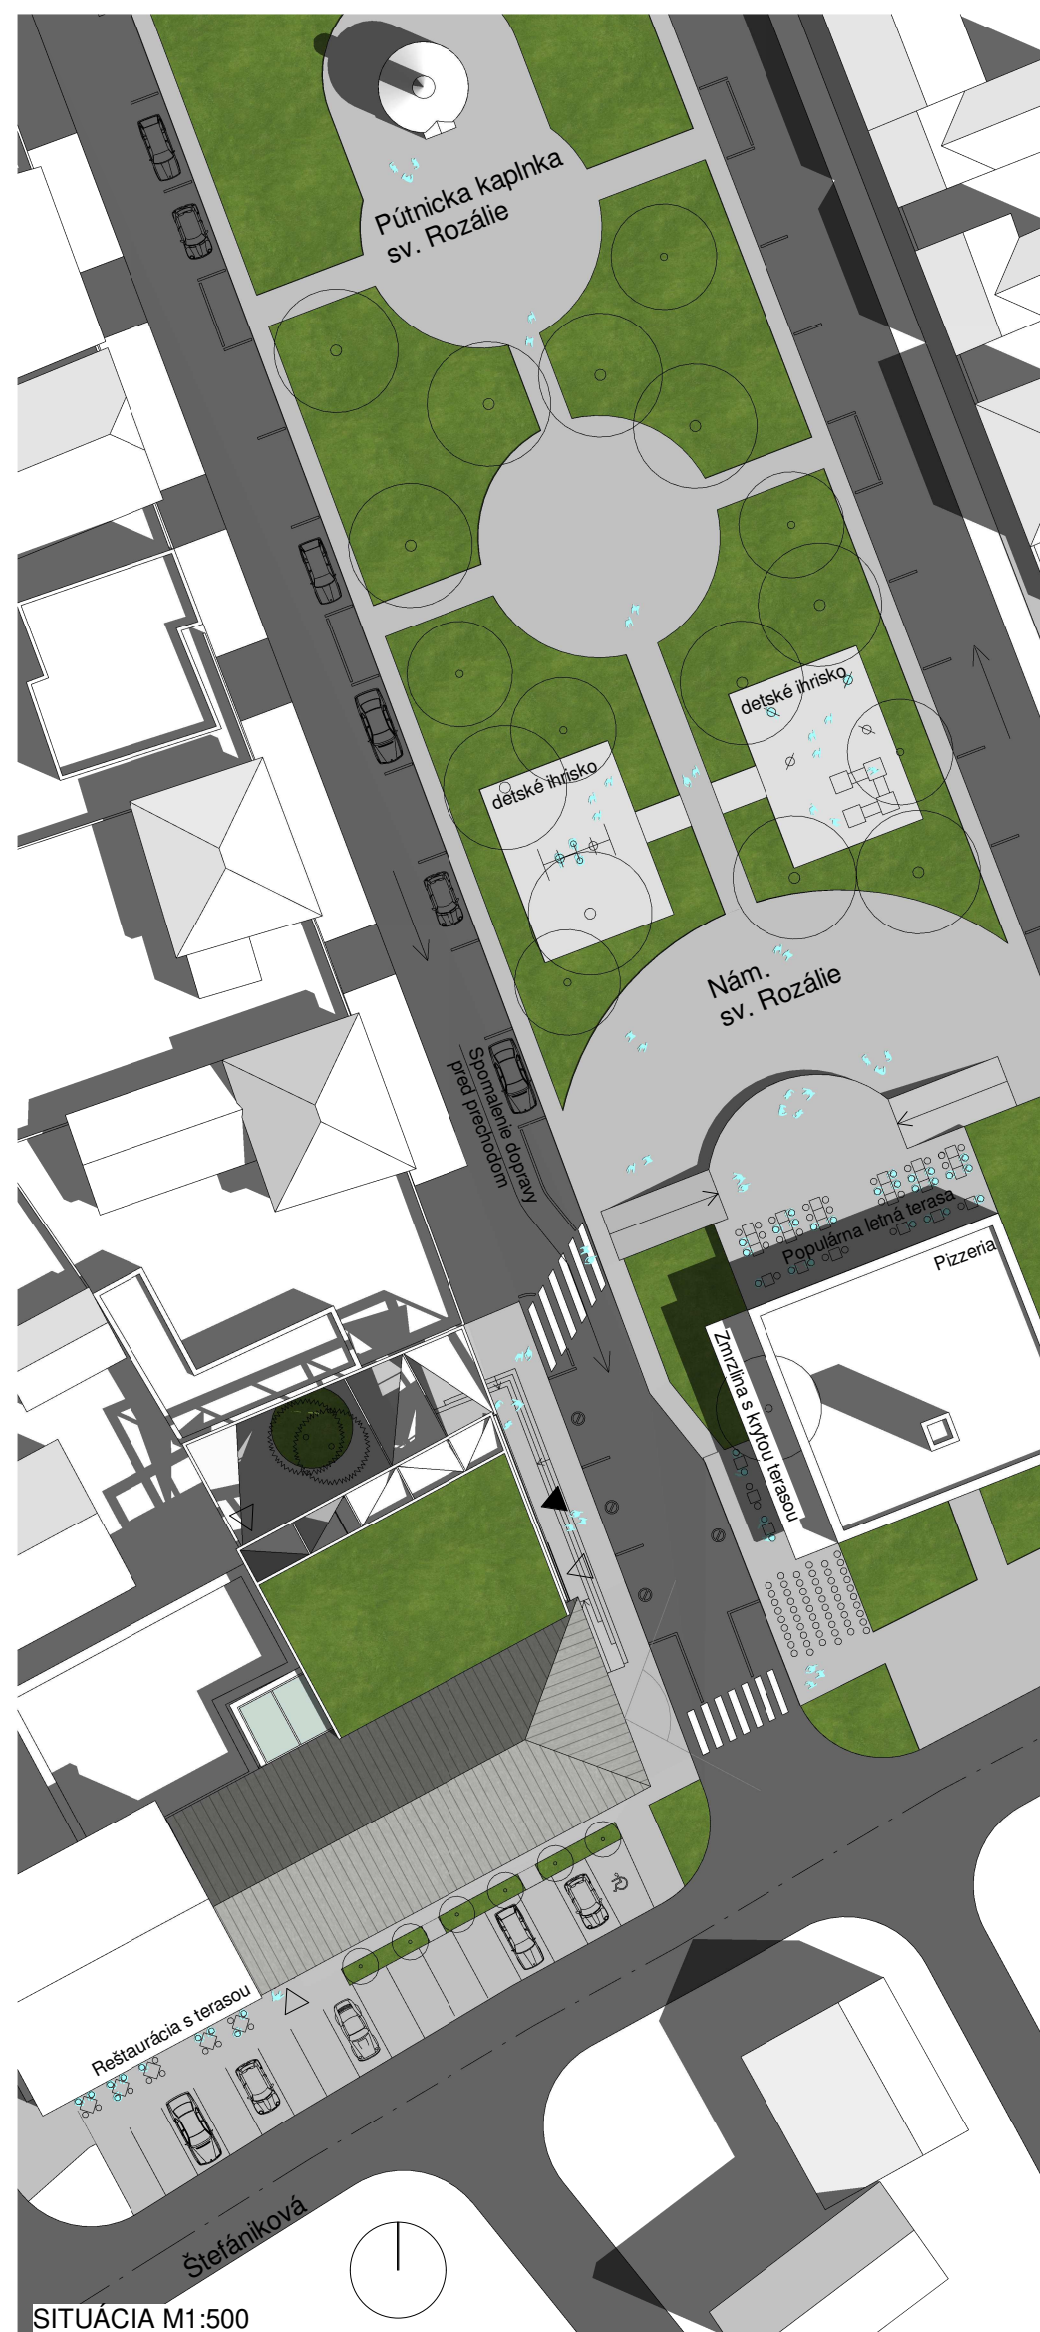 Pútnicka kaplnka
sv. Rozálie
detské ihrisko
detské ihrisko
Nám.
sv. Rozálie
Spomalenie dopravy
pred prechodom
Populárna letná terasa
Pizzeria
Zmrzlina s krytou terasou
Reštaurácia s terasou
Štefániková
SITUÁCIA M1:500